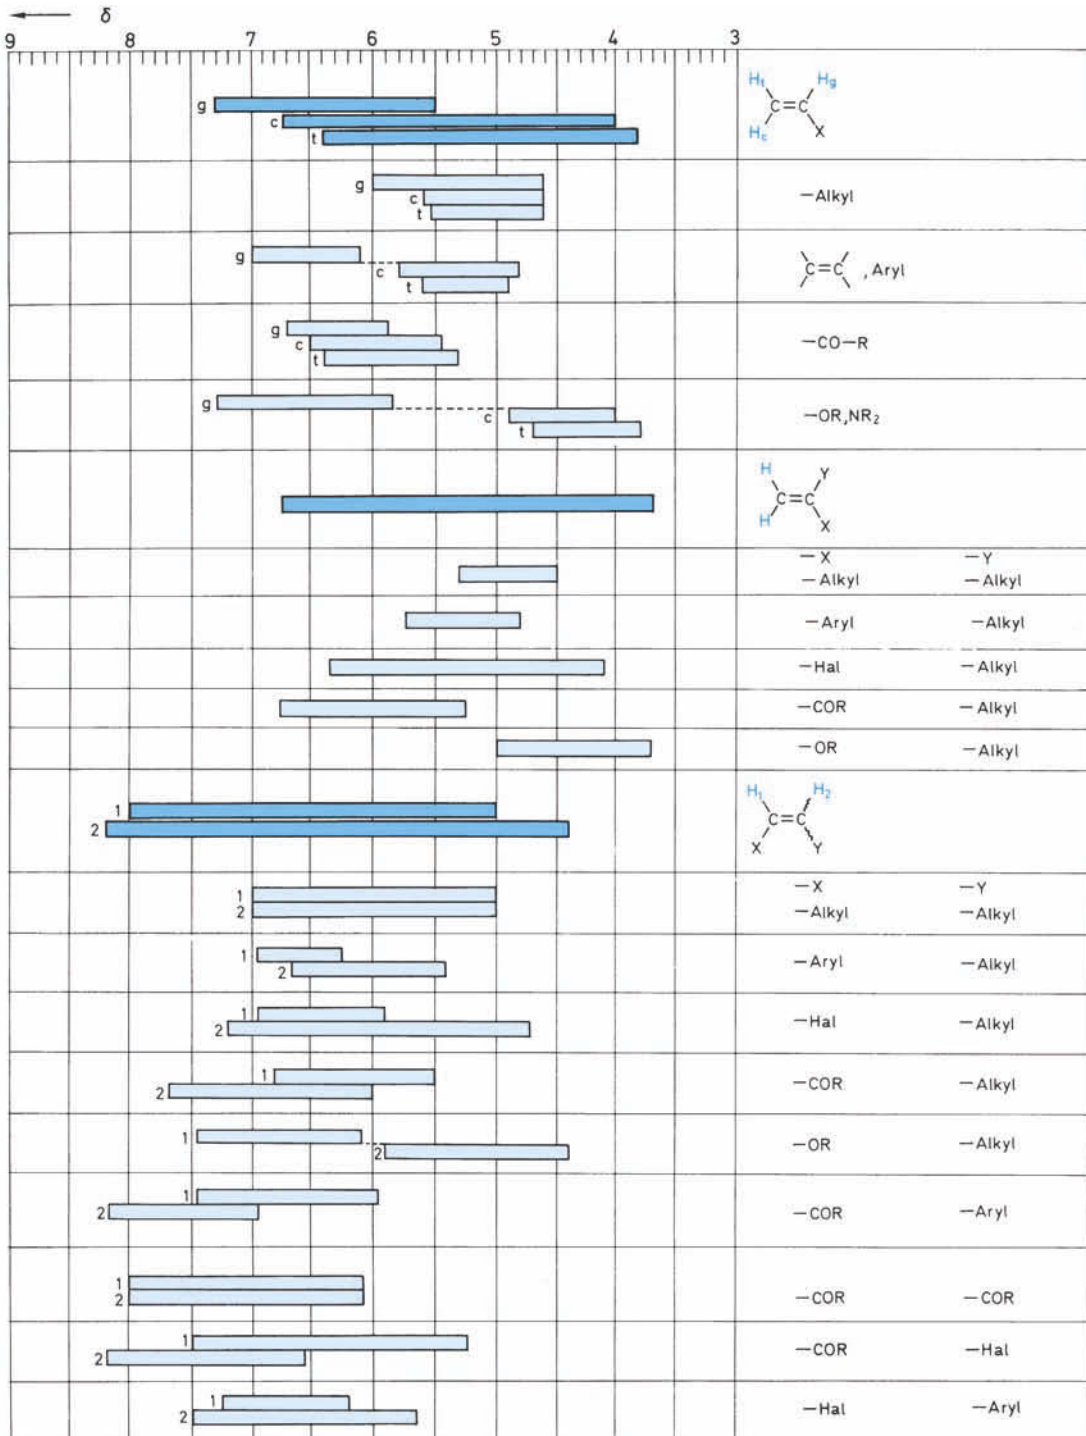 ← δ
9 8 7 6 5 4 3
g
c
t
Ht Hg
C=C
Hc X
g
c
t
—Alkyl
g
c
t
C=C , Aryl
g
c
t
—CO—R
g
c
t
—OR,NR2
H Y
C=C
H X
—X —Y
—Alkyl —Alkyl
—Aryl —Alkyl
—Hal —Alkyl
—COR —Alkyl
—OR —Alkyl
1
2
H1 H2
C=C
X Y
1
2
—X —Y
—Alkyl —Alkyl
1
2
—Aryl —Alkyl
1
2
—Hal —Alkyl
1
2
—COR —Alkyl
1
2
—OR —Alkyl
1
2
—COR —Aryl
1
2
—COR —COR
1
2
—COR —Hal
1
2
—Hal —Aryl